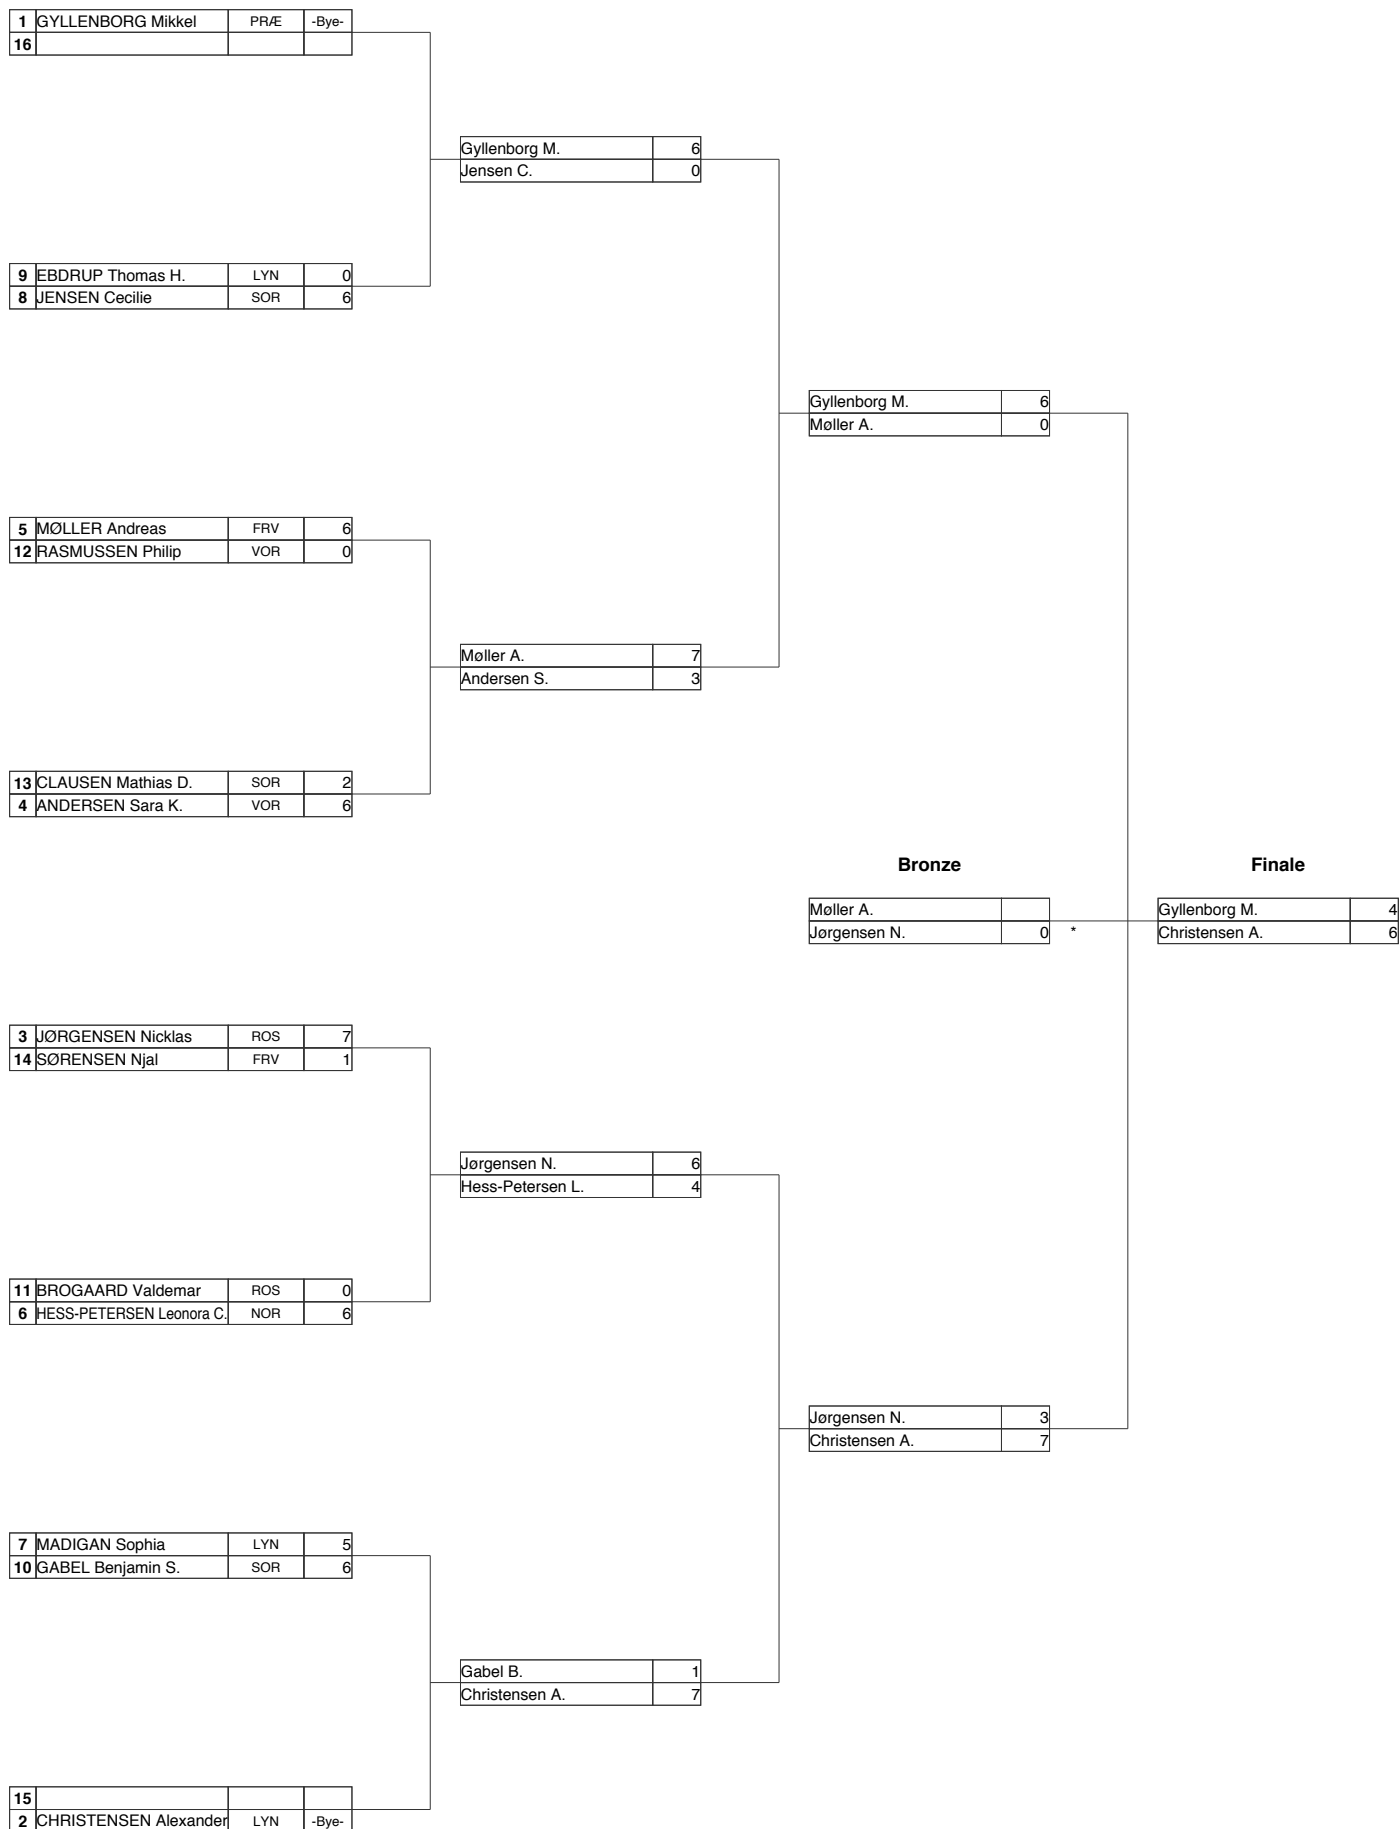 1 GYLLENBORG Mikkel PRÆ -Bye-
16
Gyllenborg M. 6
Jensen C. 0
9 EBDRUP Thomas H. LYN 0
8 JENSEN Cecilie SOR 6
Gyllenborg M. 6
Møller A. 0
5 MØLLER Andreas FRV 6
12 RASMUSSEN Philip VOR 0
Møller A. 7
Andersen S. 3
13 CLAUSEN Mathias D. SOR 2
4 ANDERSEN Sara K. VOR 6
Bronze Finale
Møller A. Gyllenborg M. 4
Jørgensen N. 0 * Christensen A. 6
3 JØRGENSEN Nicklas ROS 7
14 SØRENSEN Njal FRV 1
Jørgensen N. 6
Hess-Petersen L. 4
11 BROGAARD Valdemar ROS 0
6 HESS-PETERSEN Leonora C. NOR 6
Jørgensen N. 3
Christensen A. 7
7 MADIGAN Sophia LYN 5
10 GABEL Benjamin S. SOR 6
Gabel B. 1
Christensen A. 7
15
2 CHRISTENSEN Alexander LYN -Bye-